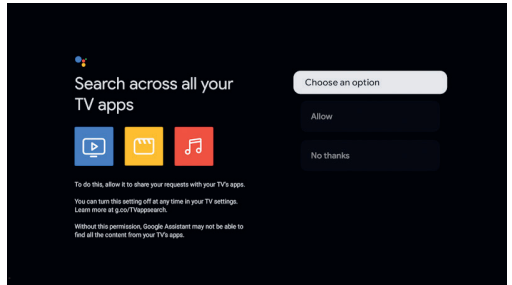 Search across all your
TV apps
To do this, allow it to share your requests with your TV's apps.
You can turn this setting off at any time in your TV settings.
Learn more at g.co/TVappsearch.
Without this permission, Google Assistant may not be able to
find all the content from your TV's apps.
Choose an option
Allow
No thanks